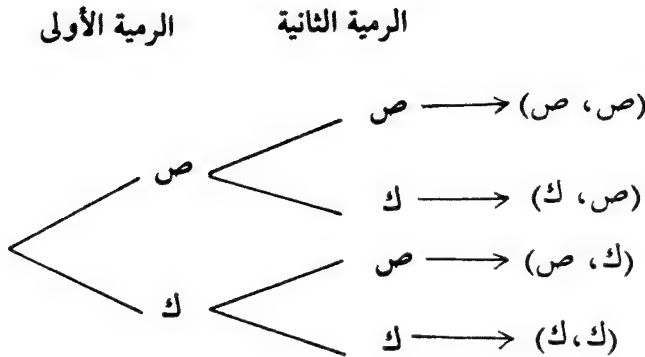 الرمية الأولى الرمية الثانية
ص ⟶ (ص ، ص)
ص
ك ⟶ (ص، ك)
ص ⟶ (ك، ص)
ك
ك ⟶ (ك،ك)